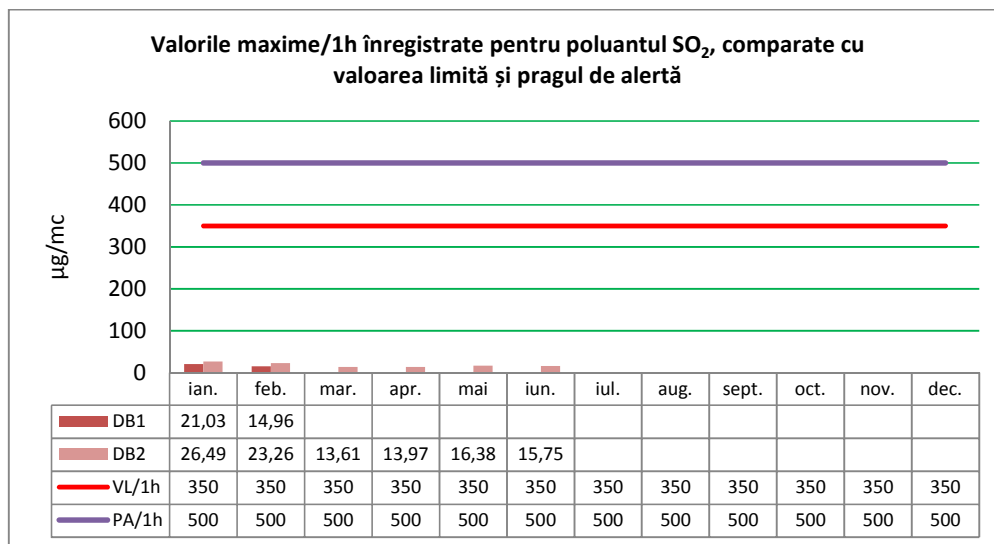 Valorile maxime/1h înregistrate pentru poluantul SO₂, comparate cu
valoarea limită și pragul de alertă
600
500
400
300
200
100
0
µg/mc
ian. feb. mar. apr. mai iun. iul. aug. sept. oct. nov. dec.
DB1 21,03 14,96
DB2 26,49 23,26 13,61 13,97 16,38 15,75
VL/1h 350 350 350 350 350 350 350 350 350 350 350 350
PA/1h 500 500 500 500 500 500 500 500 500 500 500 500